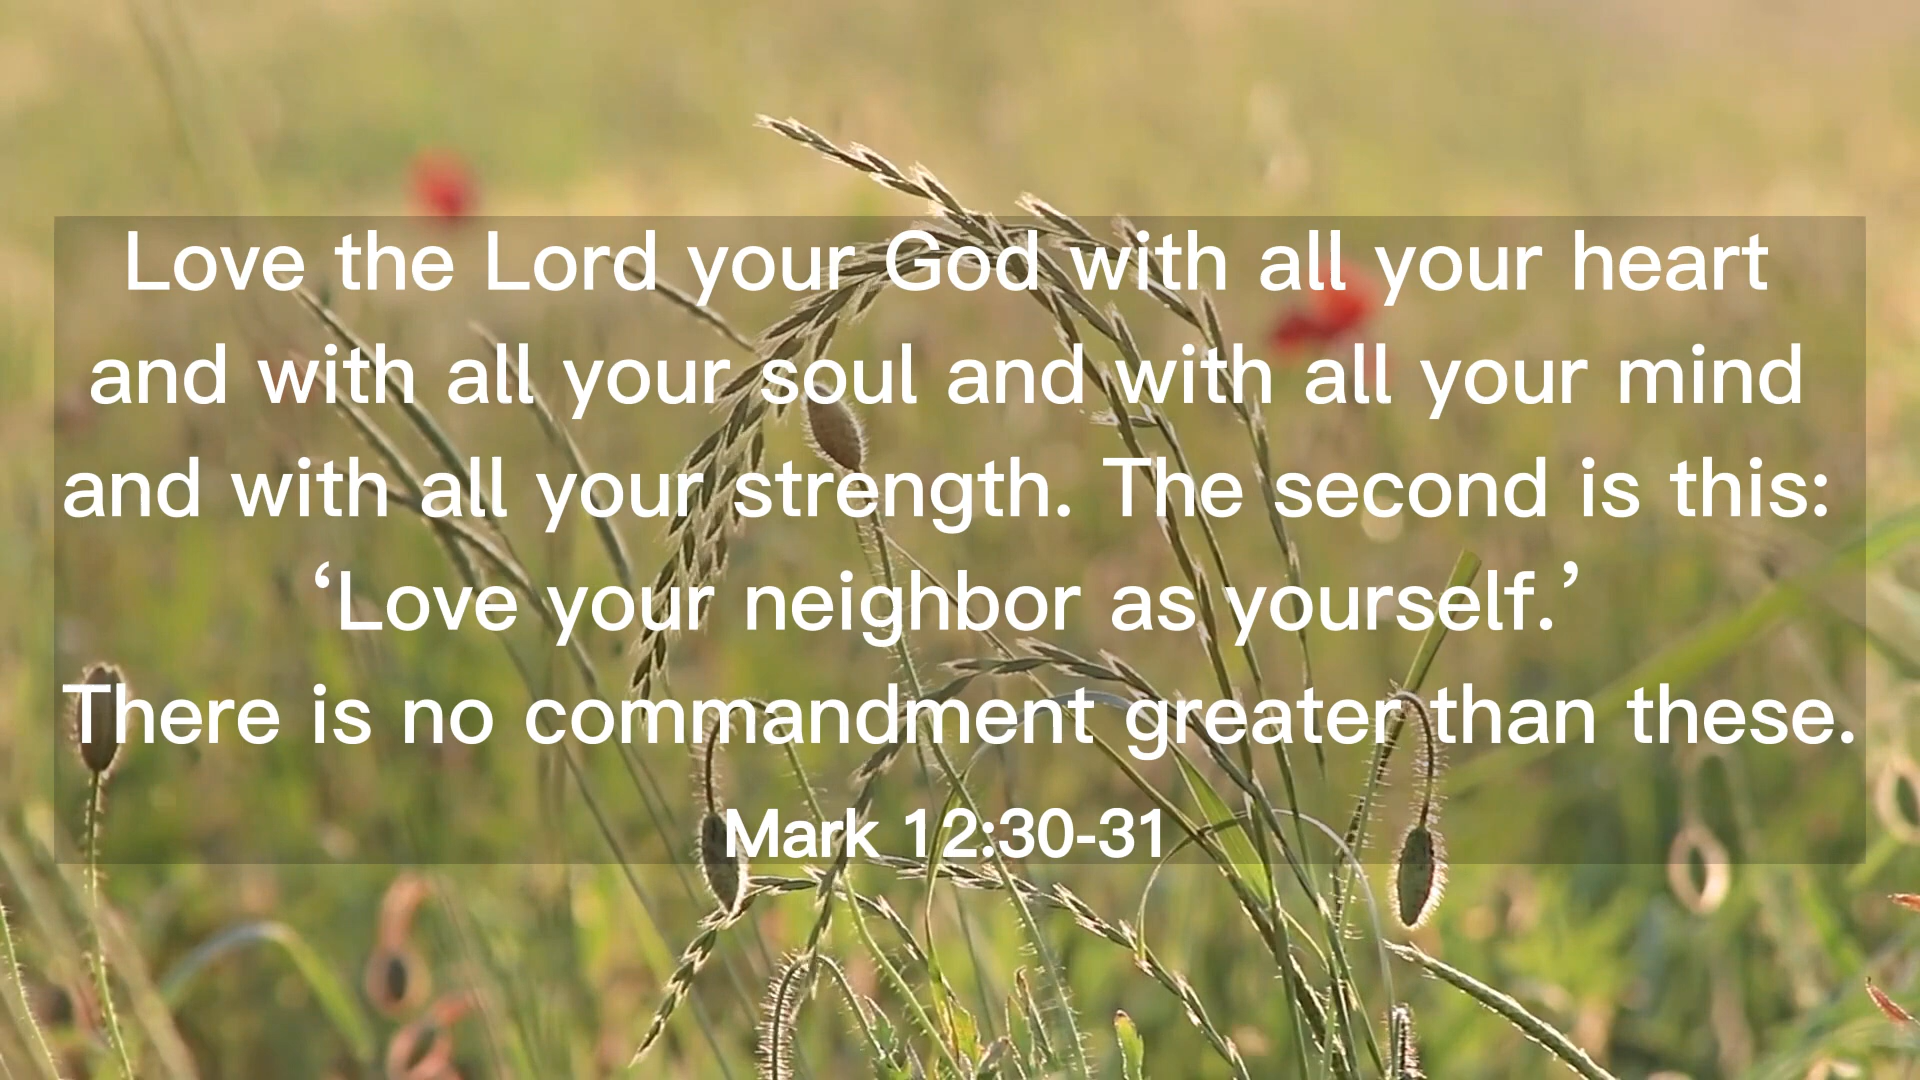 Love the Lord your God with all your heart
and with all your soul and with all your mind
and with all your strength. The second is this:
‘Love your neighbor as yourself.’
There is no commandment greater than these.
Mark 12:30-31